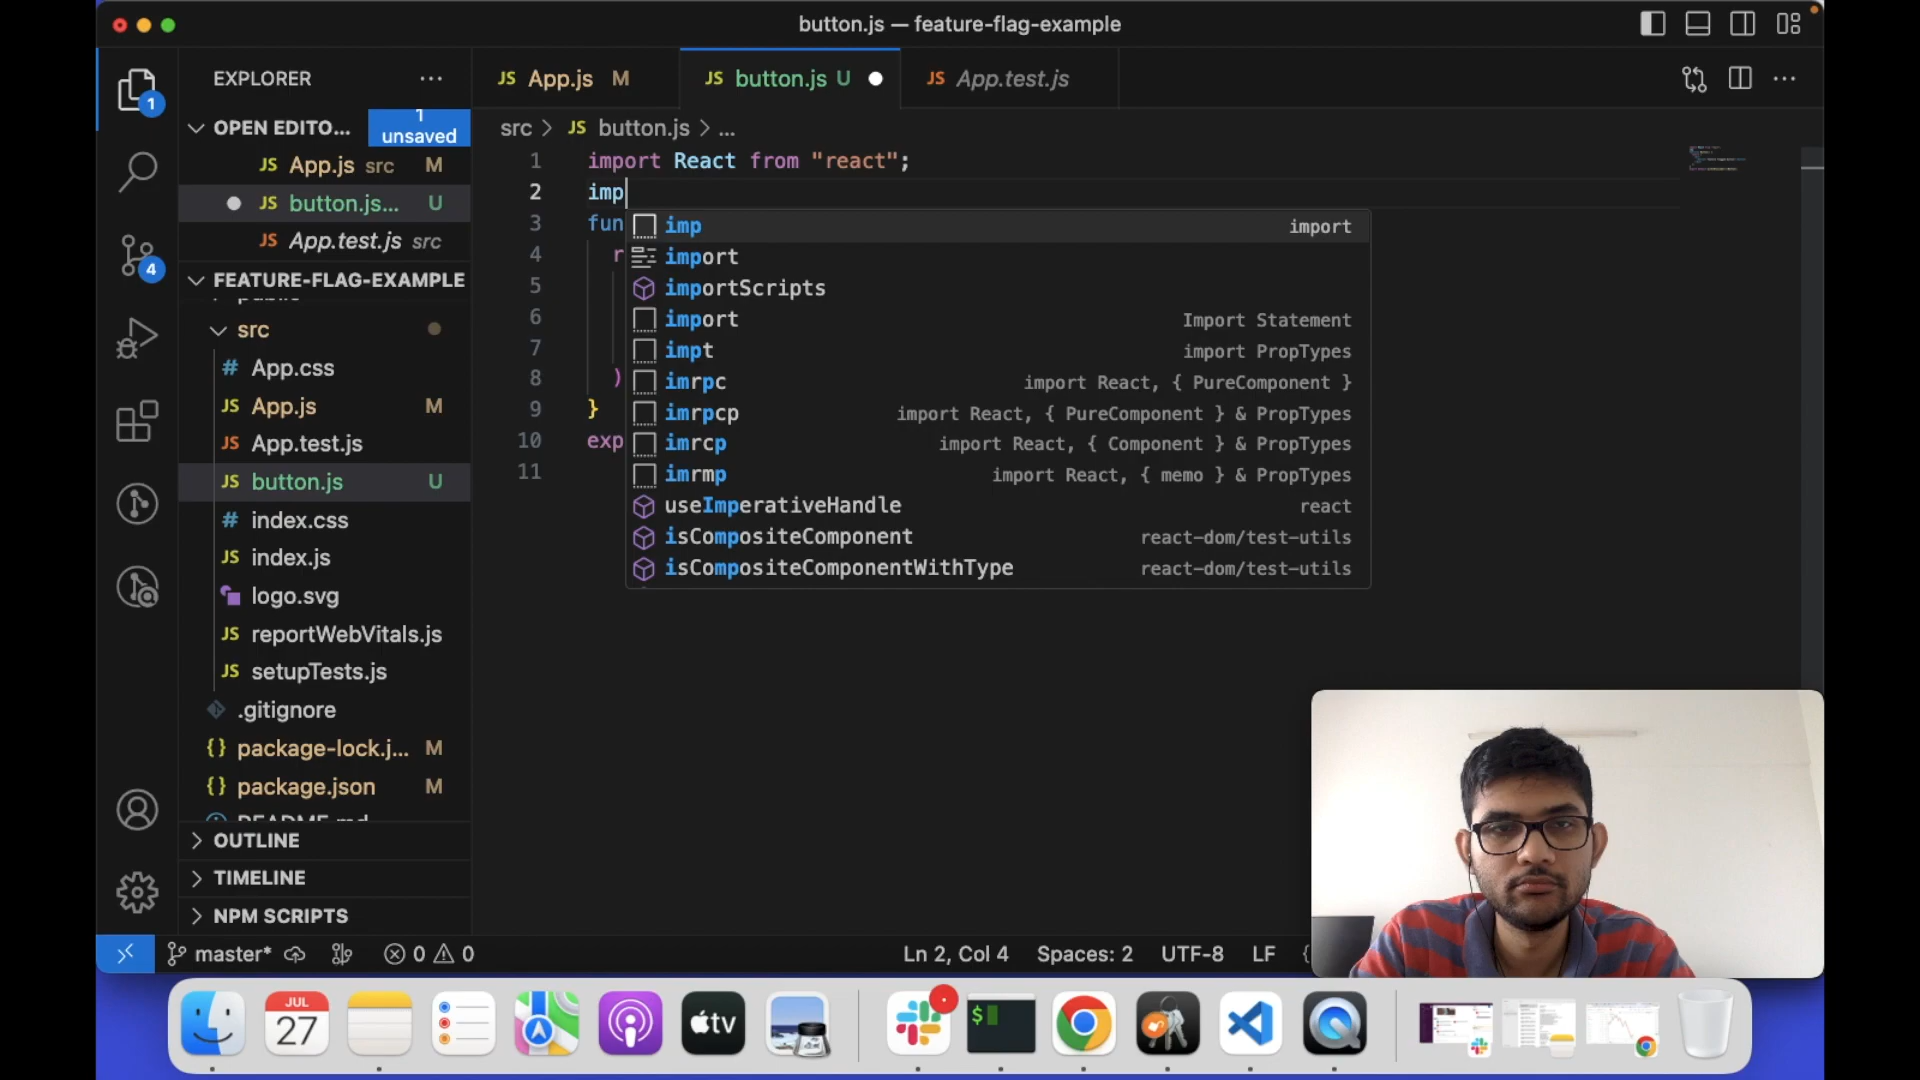 button.js — feature-flag-example
EXPLORER
JS App.js M
JS button.js U
JS App.test.js
1
OPEN EDITO...
1 unsaved
src > JS button.js > ...
JS App.js src M
JS button.js... U
JS App.test.js src
FEATURE-FLAG-EXAMPLE
public
src
# App.css
JS App.js M
JS App.test.js
JS button.js U
# index.css
JS index.js
logo.svg
JS reportWebVitals.js
JS setupTests.js
.gitignore
{} package-lock.j... M
{} package.json M
README.md
OUTLINE
TIMELINE
NPM SCRIPTS
4
1 import React from "react";
2 imp
3 fun
4 r
5
6
7
8 )
9 }
10 exp
11
imp import
import
importScripts
import Import Statement
impt import PropTypes
imrpc import React, { PureComponent }
imrpcp import React, { PureComponent } & PropTypes
imrcp import React, { Component } & PropTypes
imrmp import React, { memo } & PropTypes
useImperativeHandle react
isCompositeComponent react-dom/test-utils
isCompositeComponentWithType react-dom/test-utils
master* 0 0 Ln 2, Col 4 Spaces: 2 UTF-8 LF {
JUL
27
tv
$